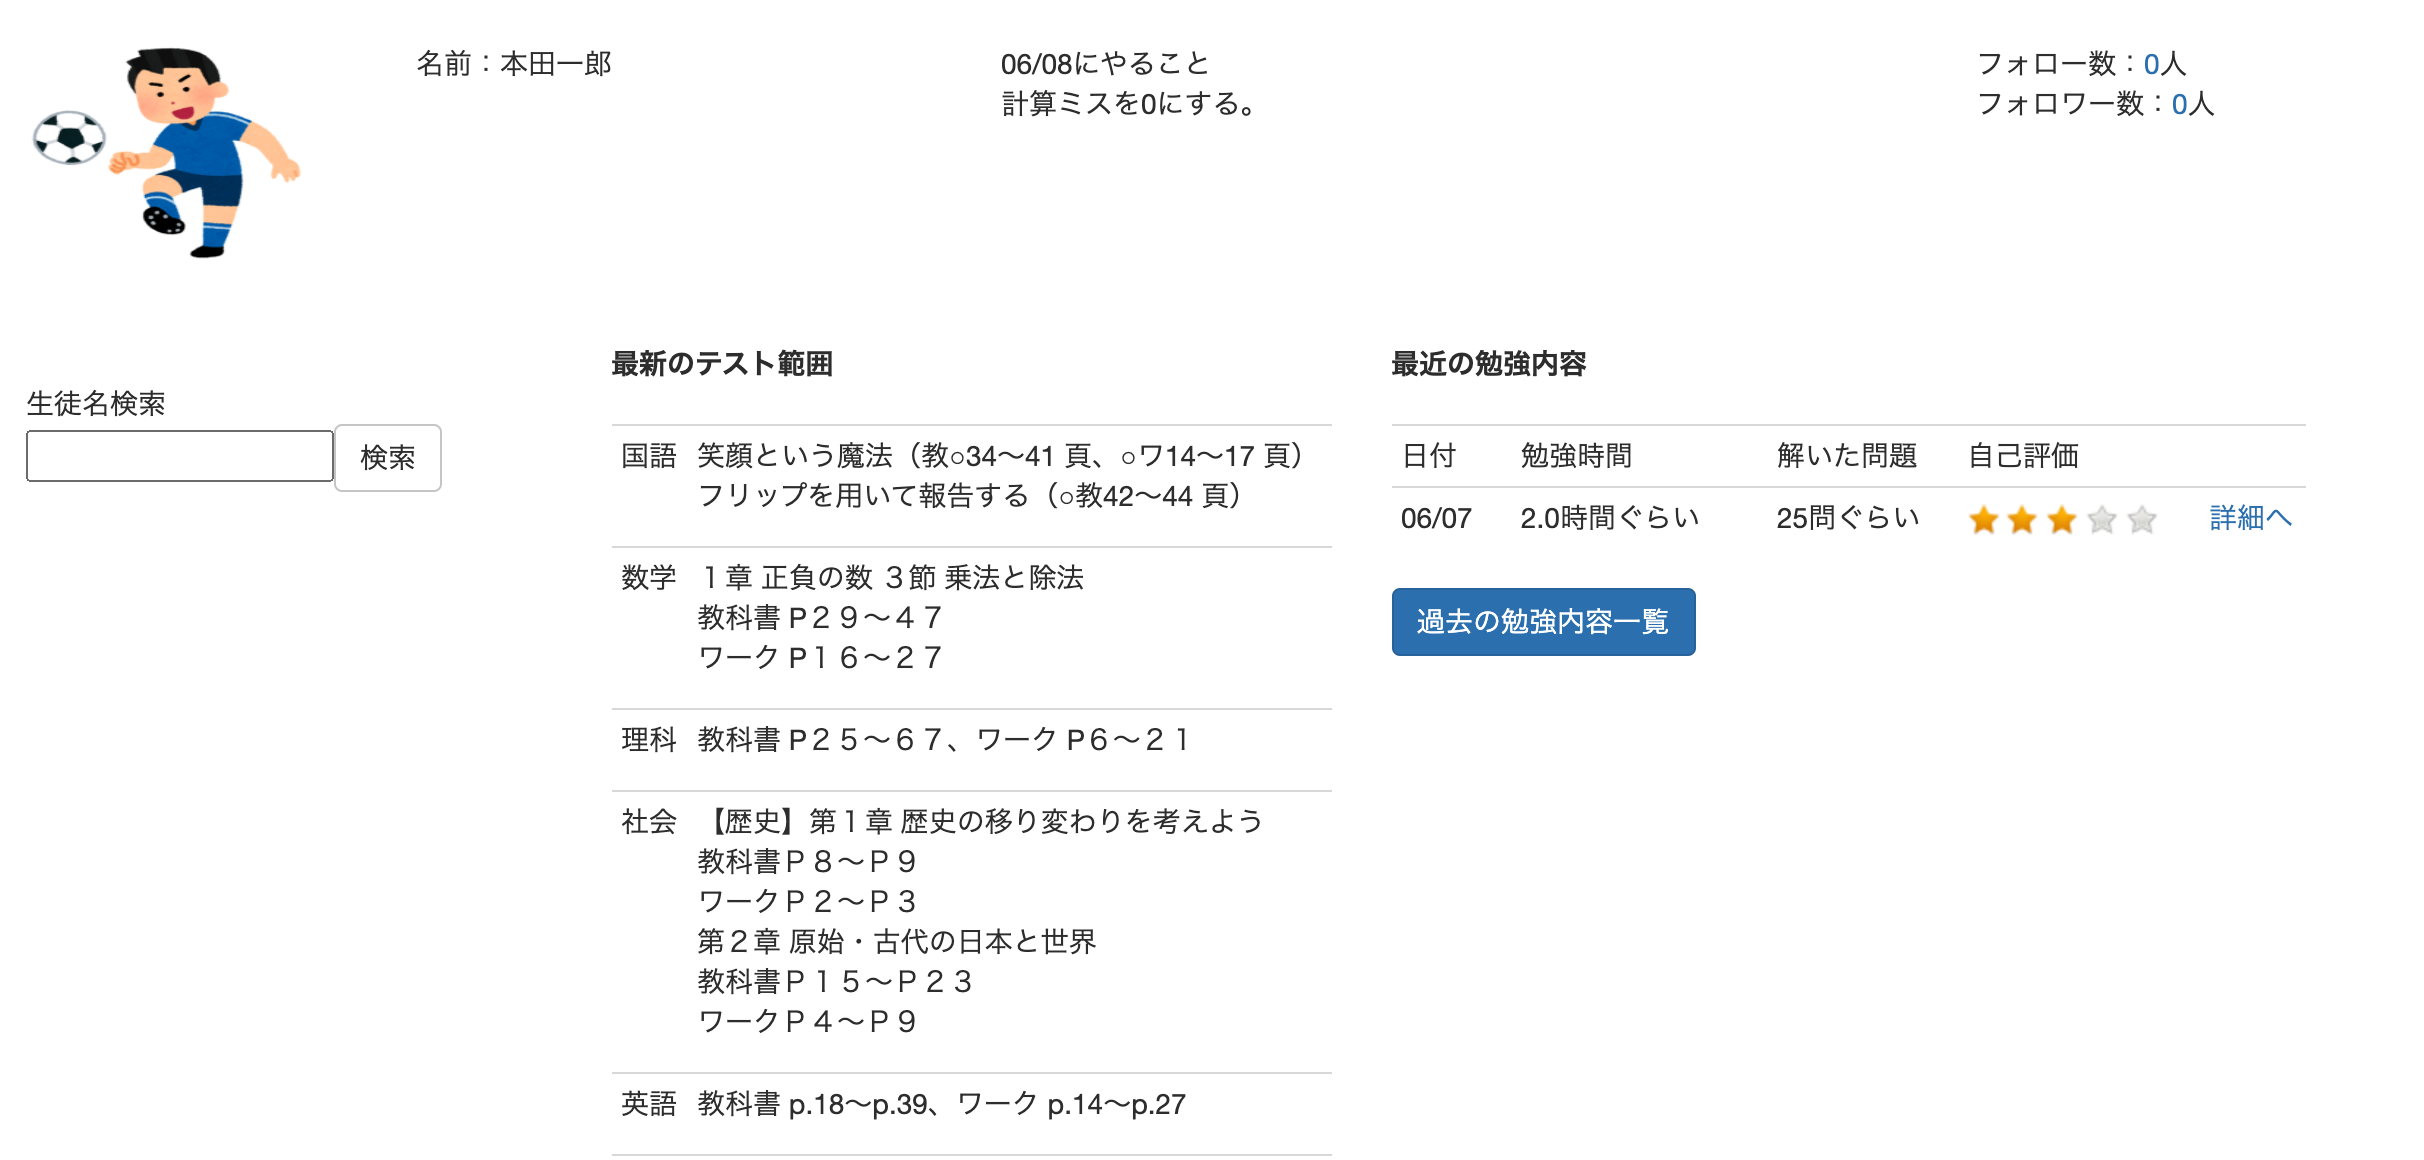 名前：本田一郎
06/08にやること
計算ミスを0にする。
フォロー数：0人
フォロワー数：0人
生徒名検索
検索
最新のテスト範囲
国語 笑顔という魔法（教○34〜41 頁、○ワ14〜17 頁）
フリップを用いて報告する（○教42〜44 頁）
数学 １章 正負の数 ３節 乗法と除法
教科書 P２９〜４７
ワーク P１６〜２７
理科 教科書 P２５〜６７、ワーク P６〜２１
社会 【歴史】第１章 歴史の移り変わりを考えよう
教科書Ｐ８〜Ｐ９
ワークＰ２〜Ｐ３
第２章 原始・古代の日本と世界
教科書Ｐ１５〜Ｐ２３
ワークＰ４〜Ｐ９
英語 教科書 p.18〜p.39、ワーク p.14〜p.27
最近の勉強内容
日付 勉強時間 解いた問題 自己評価
06/07 2.0時間ぐらい 25問ぐらい 詳細へ
過去の勉強内容一覧